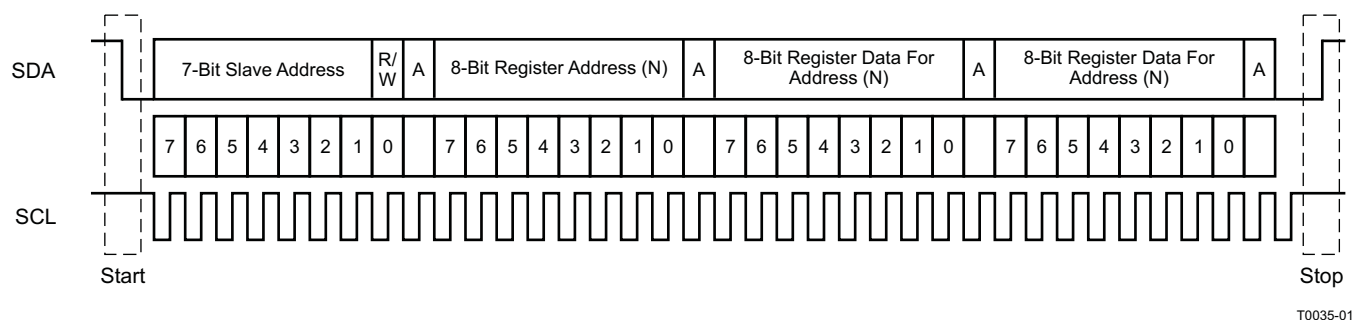 SDA
7-Bit Slave Address
R/
W
A
8-Bit Register Address (N)
A
8-Bit Register Data For
Address (N)
A
8-Bit Register Data For
Address (N)
A
7 6 5 4 3 2 1 0 7 6 5 4 3 2 1 0 7 6 5 4 3 2 1 0 7 6 5 4 3 2 1 0
SCL
Start
Stop
T0035-01